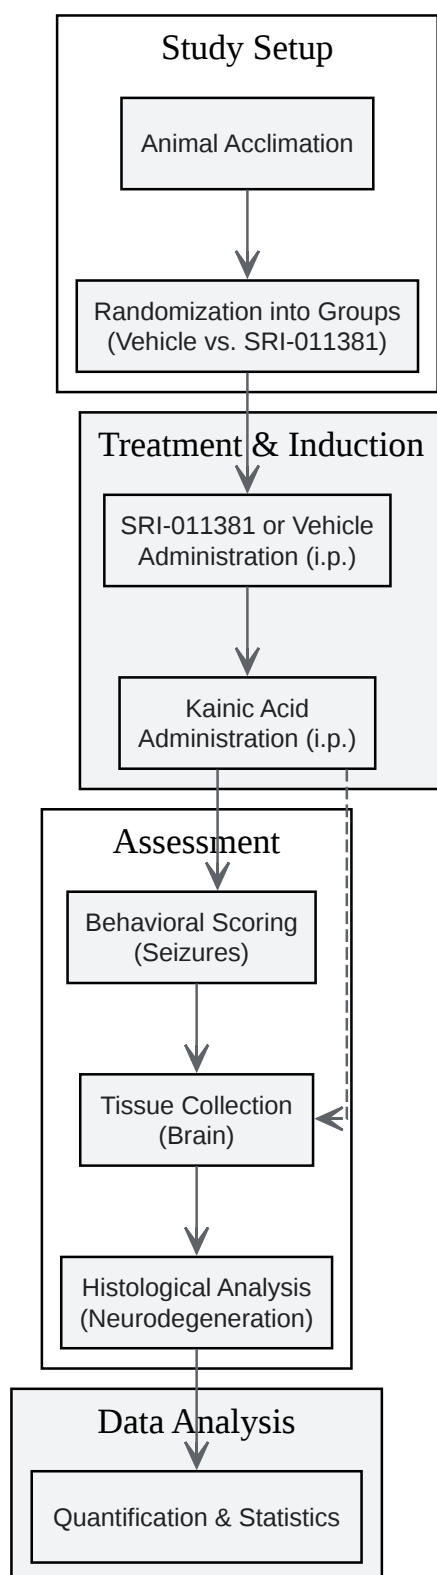 Study Setup
Animal Acclimation
Randomization into Groups
(Vehicle vs. SRI-011381)
Treatment & Induction
SRI-011381 or Vehicle
Administration (i.p.)
Kainic Acid
Administration (i.p.)
Assessment
Behavioral Scoring
(Seizures)
Tissue Collection
(Brain)
Histological Analysis
(Neurodegeneration)
Data Analysis
Quantification & Statistics